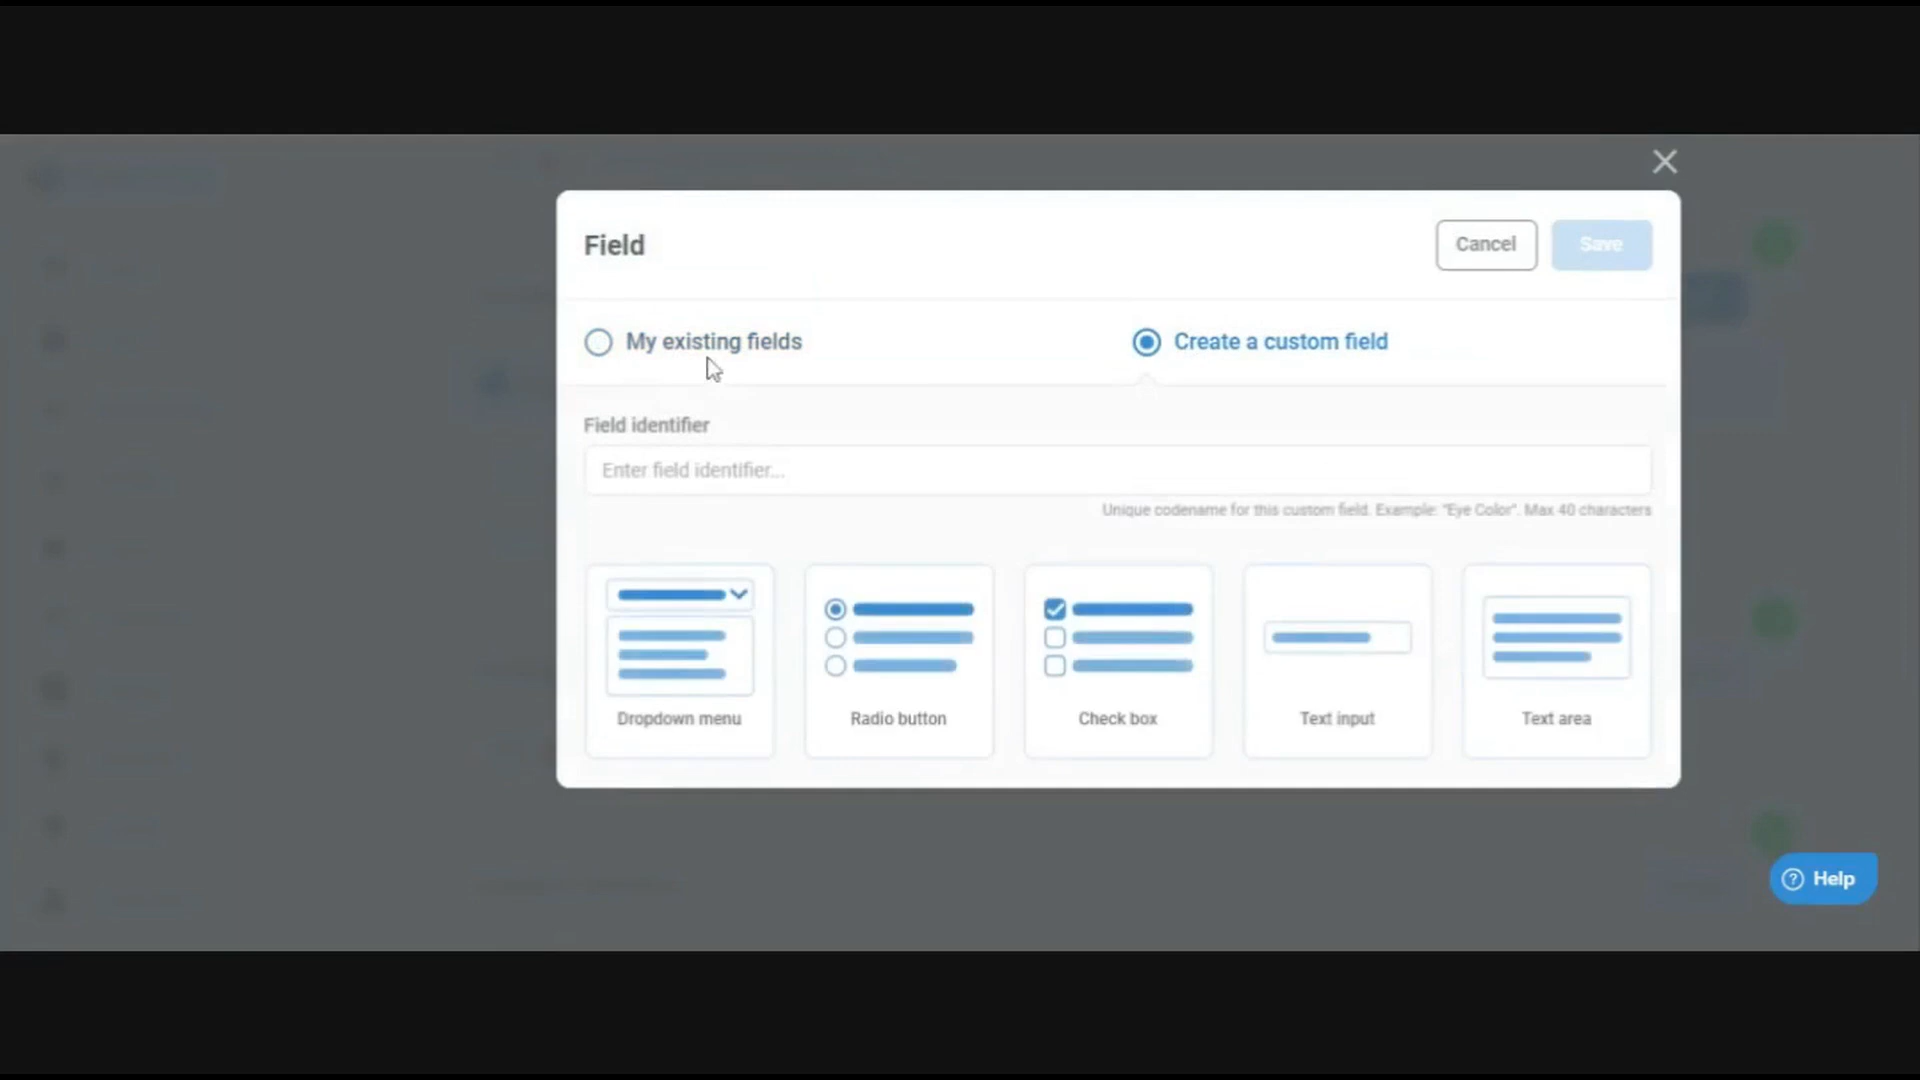 Field
Cancel
Save
My existing fields
Create a custom field
Field identifier
Enter field identifier...
Unique codename for this custom field. Example: "Eye Color". Max 40 characters
Dropdown menu
Radio button
Check box
Text input
Text area
Help